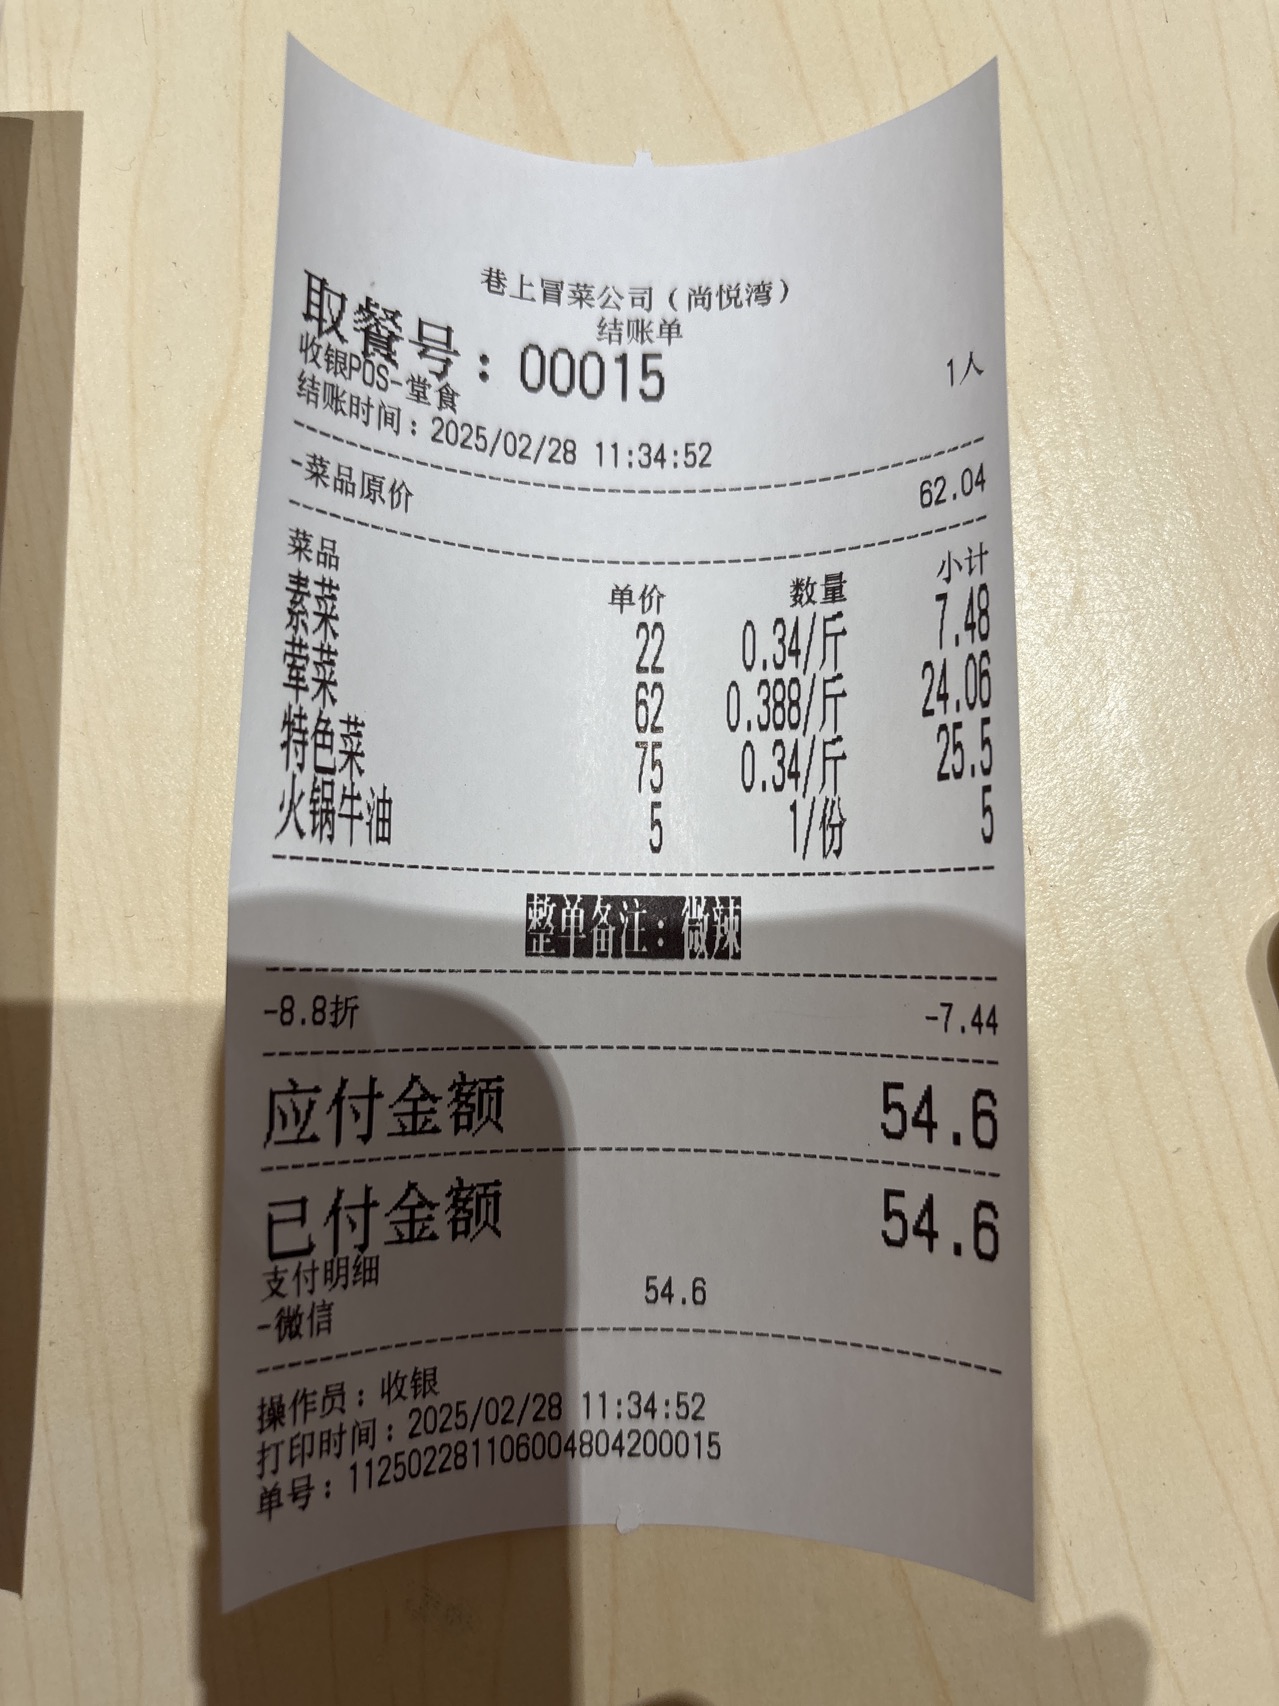 巷上冒菜公司（尚悦湾）
结账单
取餐号：00015
收银POS-堂食 1人
结账时间：2025/02/28 11:34:52
-菜品原价 62.04
菜品 单价 数量 小计
素菜 22 0.34/斤 7.48
荤菜 62 0.388/斤 24.06
特色菜 75 0.34/斤 25.5
火锅牛油 5 1/份 5
整单备注：微辣
-8.8折 -7.44
应付金额 54.6
已付金额 54.6
支付明细
-微信 54.6
操作员：收银
打印时间：2025/02/28 11:34:52
单号：112502281106004804200015